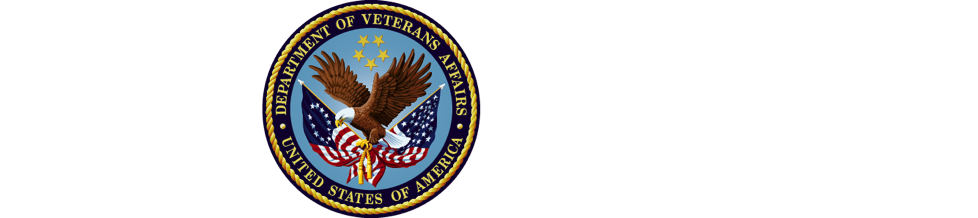 DEPARTMENT OF VETERANS AFFAIRS
UNITED STATES OF AMERICA